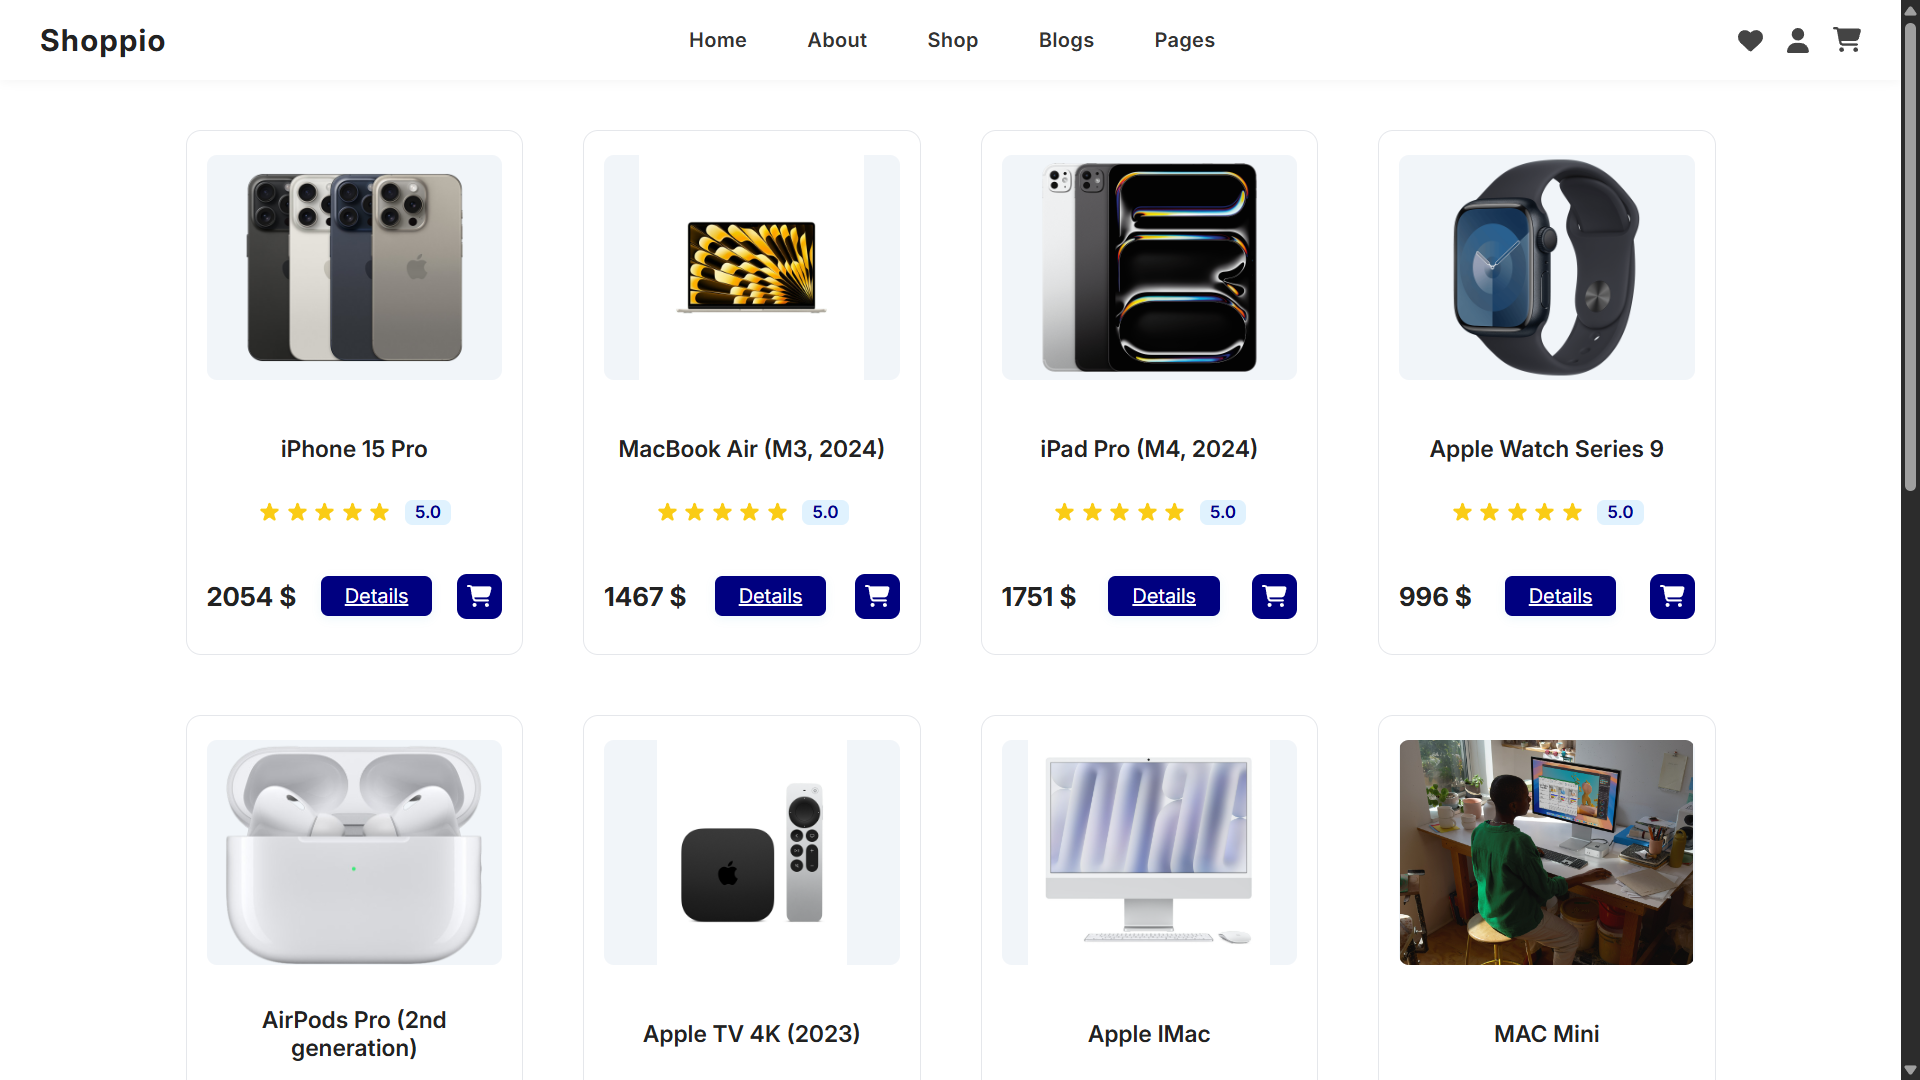 Shoppio
Home
About
Shop
Blogs
Pages
iPhone 15 Pro
MacBook Air (M3, 2024)
iPad Pro (M4, 2024)
Apple Watch Series 9
5.0
5.0
5.0
5.0
2054 $
Details
1467 $
Details
1751 $
Details
996 $
Details
AirPods Pro (2nd
generation)
Apple TV 4K (2023)
Apple IMac
MAC Mini